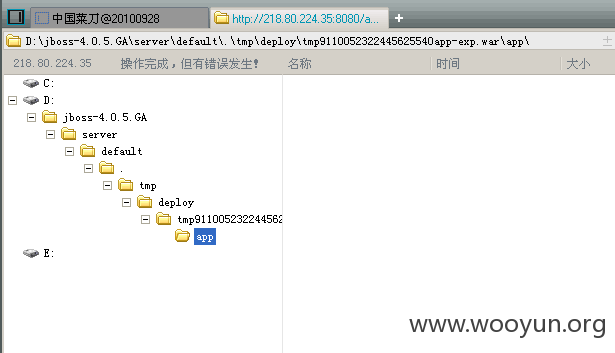 中国菜刀@20100928
http://218.80.224.35:8080/a...
D:\jboss-4.0.5.GA\server\default\.\tmp\deploy\tmp9110052322445625540app-exp.war\app\
218.80.224.35 操作完成，但有错误发生! 名称 时间 大小
C:
D:
jboss-4.0.5.GA
server
default
.
tmp
deploy
tmp911005232244562
app
E:
www.wooyun.org